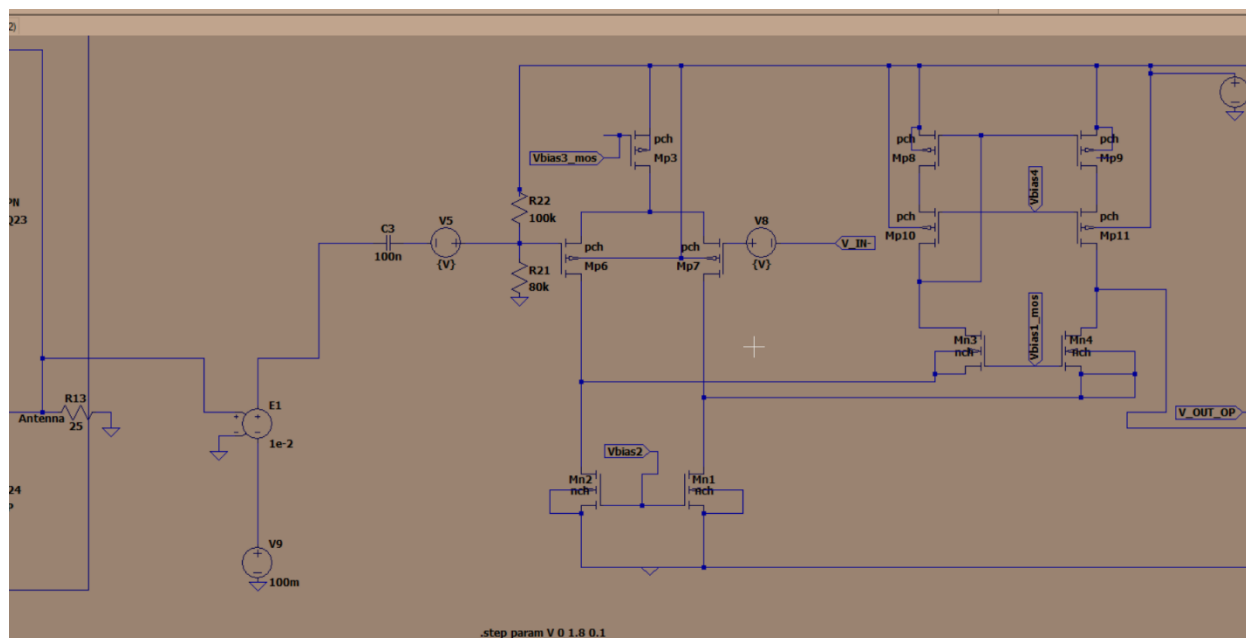 2)
pch
Mp3
Vbias3_mos
pch
Mp8
pch
Mp9
PN
Q23
R22
100k
C3
100n
V5
{V}
pch
Mp6
pch
Mp7
V8
{V}
V_IN-
Vbias4
pch
Mp10
pch
Mp11
R21
80k
Vbias1_mos
Mn3
nch
Mn4
nch
R13
25
Antenna
E1
1e-2
V_OUT_OP
Vbias2
Mn2
nch
Mn1
nch
24
P
V9
100m
.step param V 0 1.8 0.1